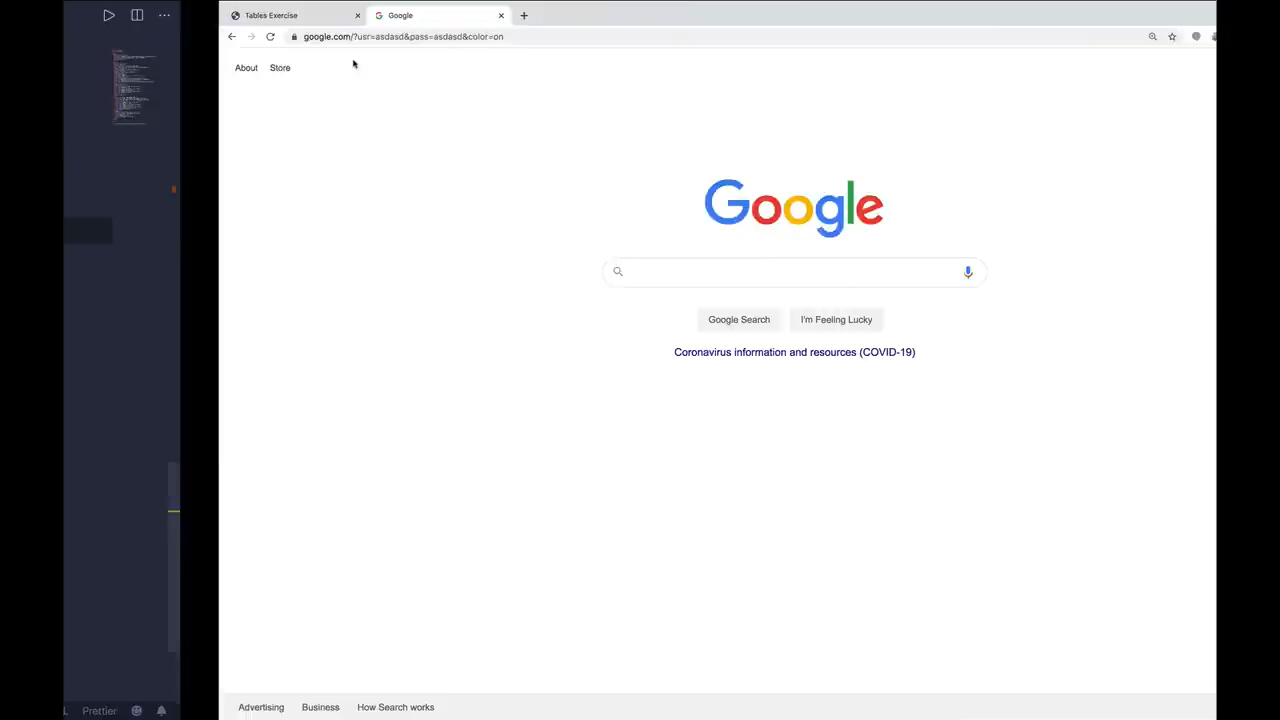 Tables Exercise
Google
google.com/?usr=asdasd&pass=asdasd&color=on
About Store
Google
Google Search I'm Feeling Lucky
Coronavirus information and resources (COVID-19)
Prettier
Advertising Business How Search works